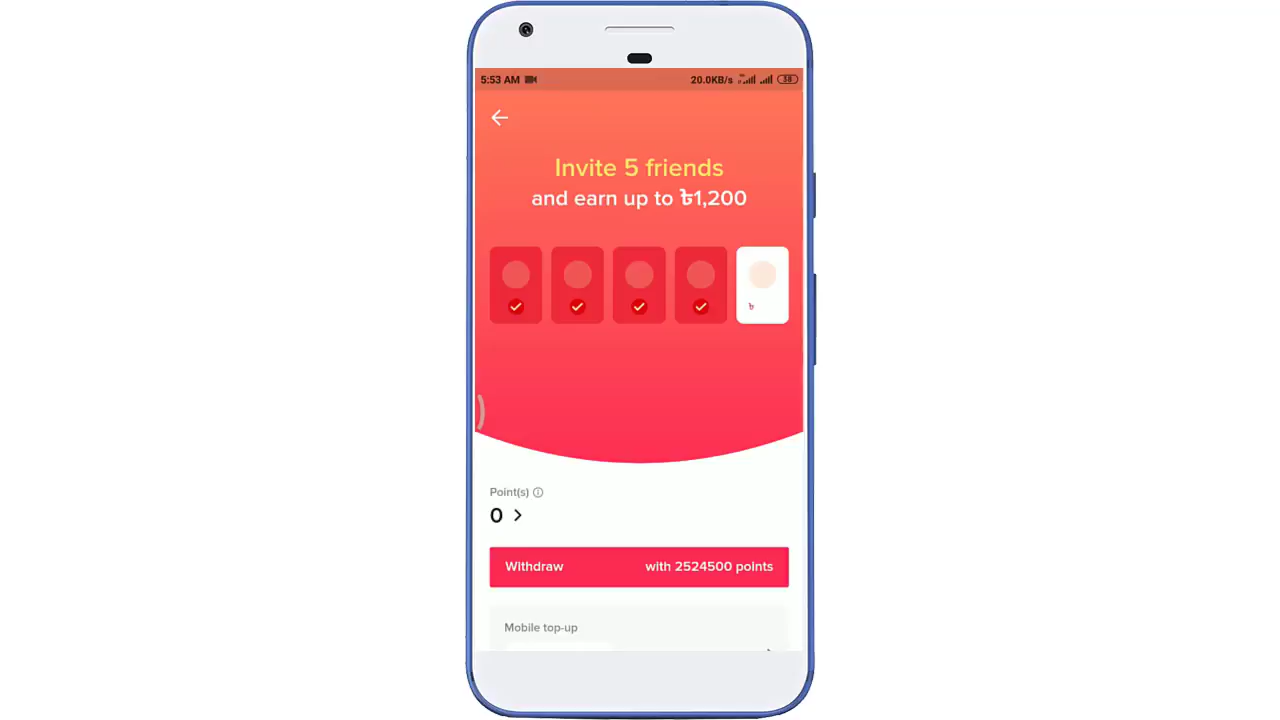 5:53 AM 20.0KB/s 38
Invite 5 friends
and earn up to ৳1,200
৳
Point(s)
0
Withdraw with 2524500 points
Mobile top-up